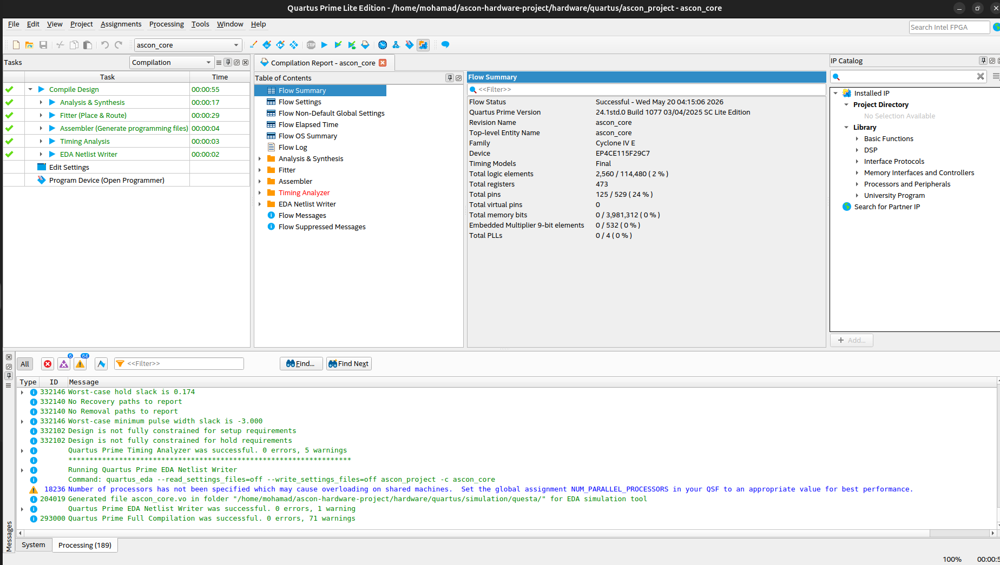 Quartus Prime Lite Edition - /home/mohamad/ascon-hardware-project/hardware/quartus/ascon_project - ascon_core
File Edit View Project Assignments Processing Tools Window Help
Search Intel FPGA
ascon_core
STOP
Tasks
Compilation
Task Time
Compile Design 00:00:55
Analysis & Synthesis 00:00:17
Fitter (Place & Route) 00:00:29
Assembler (Generate programming files) 00:00:04
Timing Analysis 00:00:03
EDA Netlist Writer 00:00:02
Edit Settings
Program Device (Open Programmer)
Compilation Report - ascon_core
Table of Contents
Flow Summary
Flow Settings
Flow Non-Default Global Settings
Flow Elapsed Time
Flow OS Summary
Flow Log
Analysis & Synthesis
Fitter
Assembler
Timing Analyzer
EDA Netlist Writer
Flow Messages
Flow Suppressed Messages
Flow Summary
<<Filter>>
Flow Status Successful - Wed May 20 04:15:06 2026
Quartus Prime Version 24.1std.0 Build 1077 03/04/2025 SC Lite Edition
Revision Name ascon_core
Top-level Entity Name ascon_core
Family Cyclone IV E
Device EP4CE115F29C7
Timing Models Final
Total logic elements 2,560 / 114,480 ( 2 % )
Total registers 473
Total pins 125 / 529 ( 24 % )
Total virtual pins 0
Total memory bits 0 / 3,981,312 ( 0 % )
Embedded Multiplier 9-bit elements 0 / 532 ( 0 % )
Total PLLs 0 / 4 ( 0 % )
IP Catalog
Installed IP
Project Directory
No Selection Available
Library
Basic Functions
DSP
Interface Protocols
Memory Interfaces and Controllers
Processors and Peripherals
University Program
Search for Partner IP
+ Add...
All 6 64 <<Filter>> Find... Find Next
Type ID Message
332146 Worst-case hold slack is 0.174
332140 No Recovery paths to report
332140 No Removal paths to report
332146 Worst-case minimum pulse width slack is -3.000
332102 Design is not fully constrained for setup requirements
332102 Design is not fully constrained for hold requirements
Quartus Prime Timing Analyzer was successful. 0 errors, 5 warnings
*******************************************************************
Running Quartus Prime EDA Netlist Writer
Command: quartus_eda --read_settings_files=off --write_settings_files=off ascon_project -c ascon_core
18236 Number of processors has not been specified which may cause overloading on shared machines.  Set the global assignment NUM_PARALLEL_PROCESSORS in your QSF to an appropriate value for best performance.
204019 Generated file ascon_core.vo in folder "/home/mohamad/ascon-hardware-project/hardware/quartus/simulation/questa/" for EDA simulation tool
Quartus Prime EDA Netlist Writer was successful. 0 errors, 1 warning
293000 Quartus Prime Full Compilation was successful. 0 errors, 71 warnings
Messages
System Processing (189)
100% 00:00:5